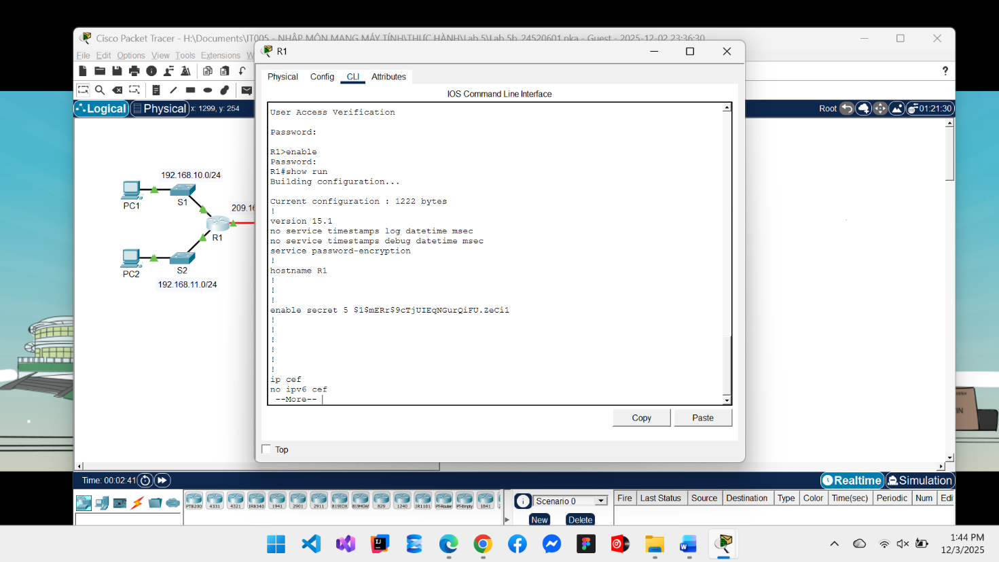 Cisco Packet Tracer - H:\Documents\IT005 - NHẬP MÔN MẠNG MÁY TÍNH\THỰC HÀNH\Lab 5\Lab 5b_24520601.pka - Guest - 2025-12-02 23:36:30
File Edit Options View Tools Extensions
R1
Physical Config CLI Attributes
IOS Command Line Interface
?
Logical Physical x: 1299, y: 254
Root 01:21:30
User Access Verification
Password:
R1>enable
Password:
R1#show run
Building configuration...
Current configuration : 1222 bytes
!
version 15.1
no service timestamps log datetime msec
no service timestamps debug datetime msec
service password-encryption
!
hostname R1
!
!
!
enable secret 5 $1$mERr$9cTjUIEqNGurQiFU.ZeCi1
!
!
!
!
!
!
ip cef
no ipv6 cef
--More--
Copy Paste
Top
192.168.10.0/24
PC1
S1
209.16
R1
PC2
S2
192.168.11.0/24
Time: 00:02:41
Realtime Simulation
PT8200 4331 4321 IR8340 1941 2901 2911 819IOX 819HGW 829 1240 IR1101 PT-Router PT-Empty 1841
Scenario 0
New Delete
Fire Last Status Source Destination Type Color Time(sec) Periodic Num Edi
1:44 PM
12/3/2025